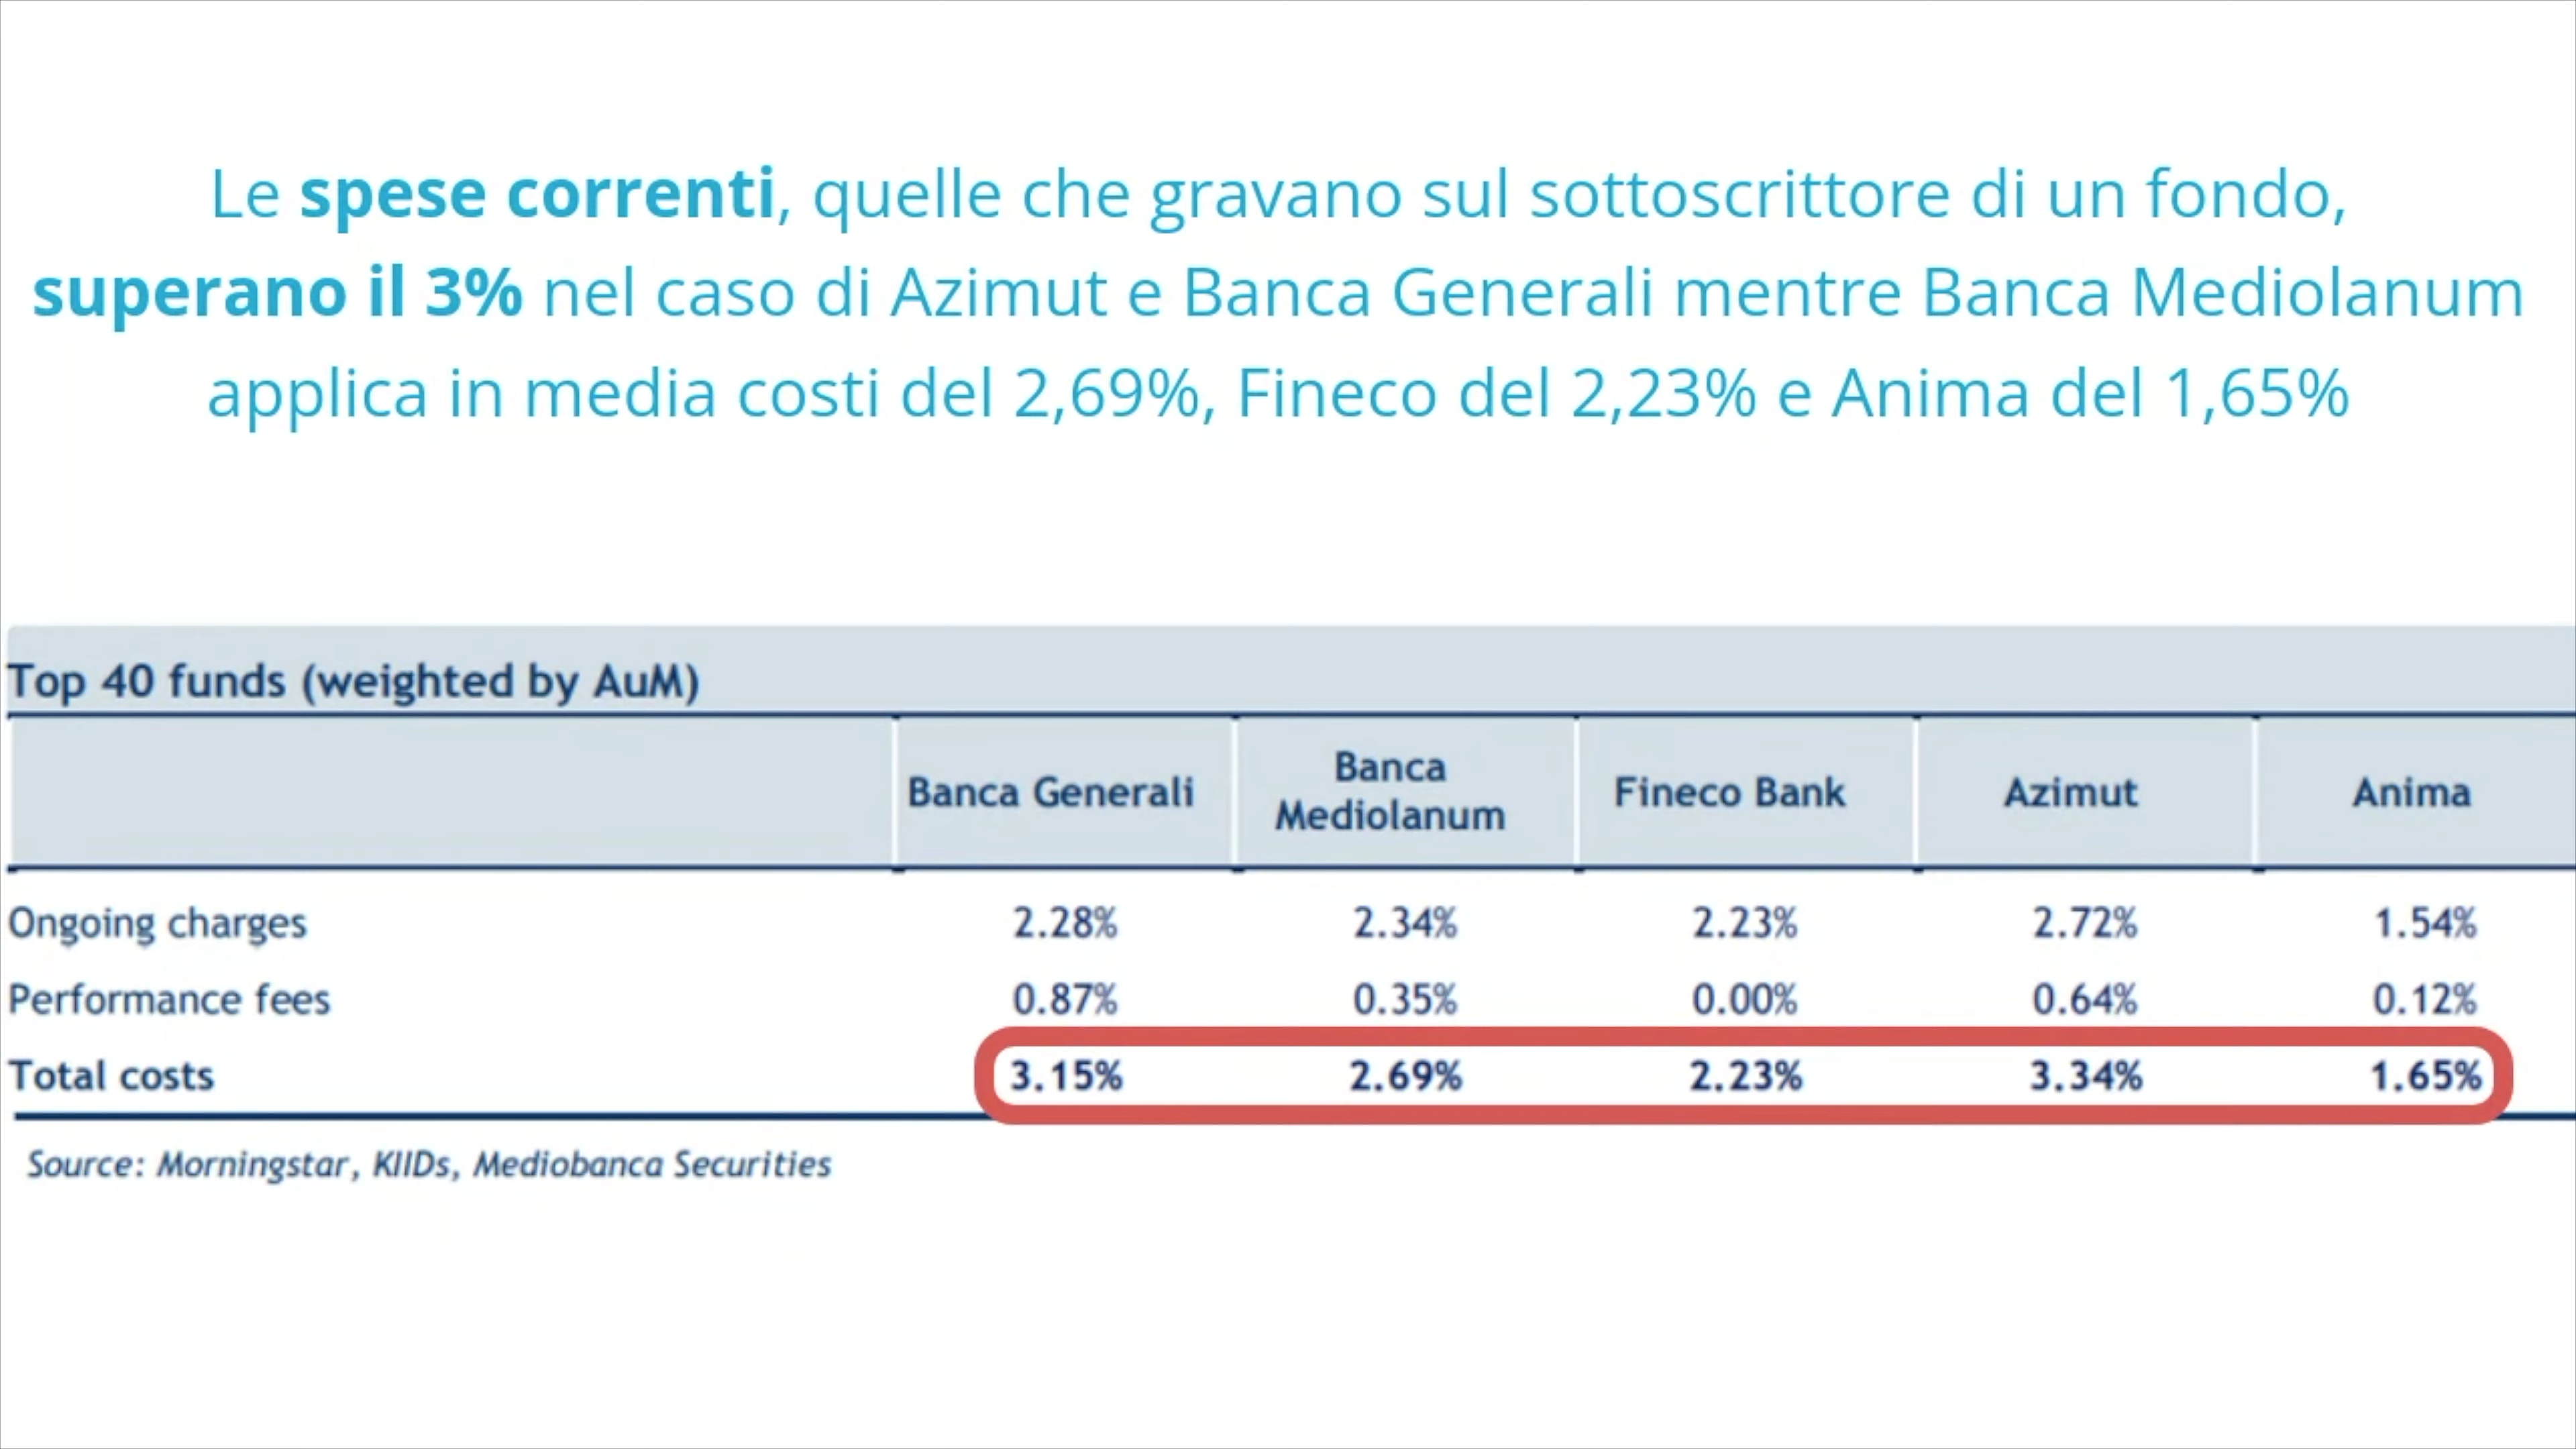 Le spese correnti, quelle che gravano sul sottoscrittore di un fondo,
superano il 3% nel caso di Azimut e Banca Generali mentre Banca Mediolanum
applica in media costi del 2,69%, Fineco del 2,23% e Anima del 1,65%
Top 40 funds (weighted by AuM)
Banca Generali Banca Mediolanum Fineco Bank Azimut Anima
Ongoing charges 2.28% 2.34% 2.23% 2.72% 1.54%
Performance fees 0.87% 0.35% 0.00% 0.64% 0.12%
Total costs 3.15% 2.69% 2.23% 3.34% 1.65%
Source: Morningstar, KIIDs, Mediobanca Securities